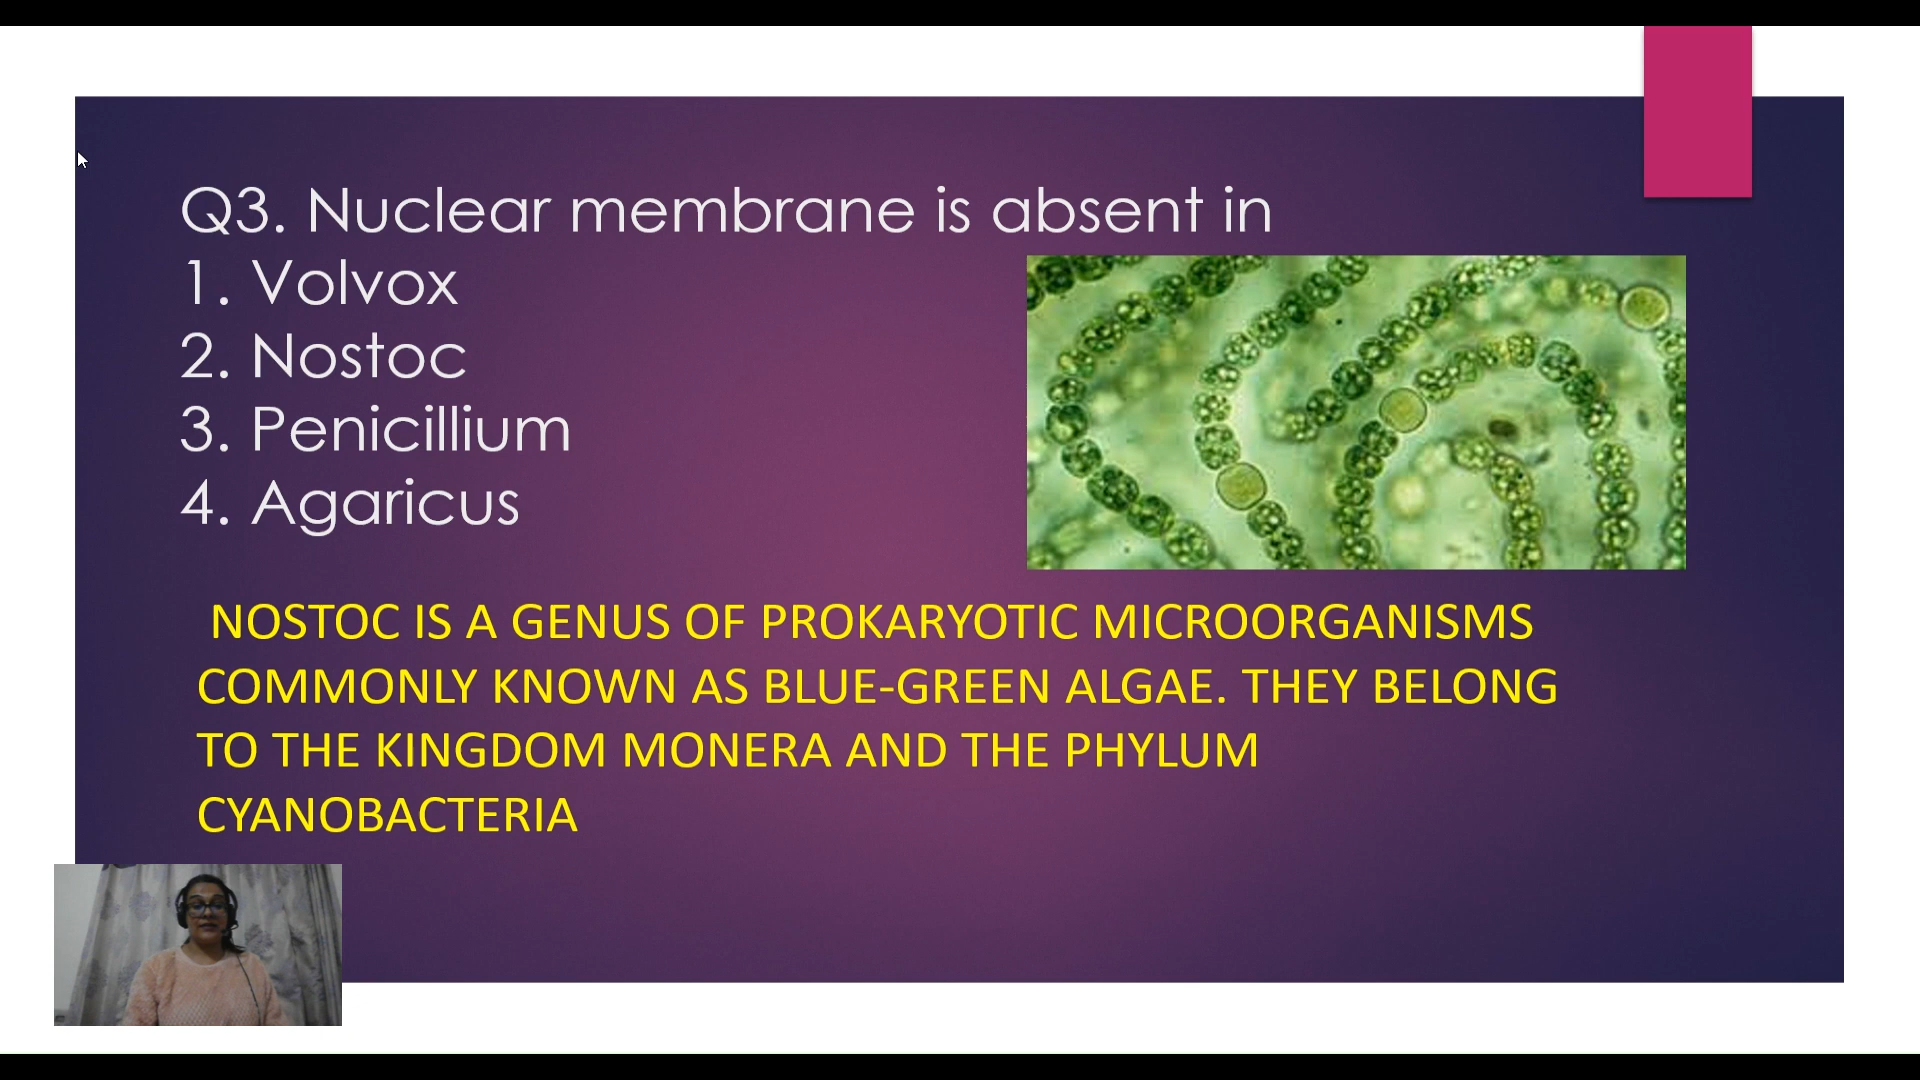 Q3. Nuclear membrane is absent in
1. Volvox
2. Nostoc
3. Penicillium
4. Agaricus
NOSTOC IS A GENUS OF PROKARYOTIC MICROORGANISMS
COMMONLY KNOWN AS BLUE-GREEN ALGAE. THEY BELONG
TO THE KINGDOM MONERA AND THE PHYLUM
CYANOBACTERIA